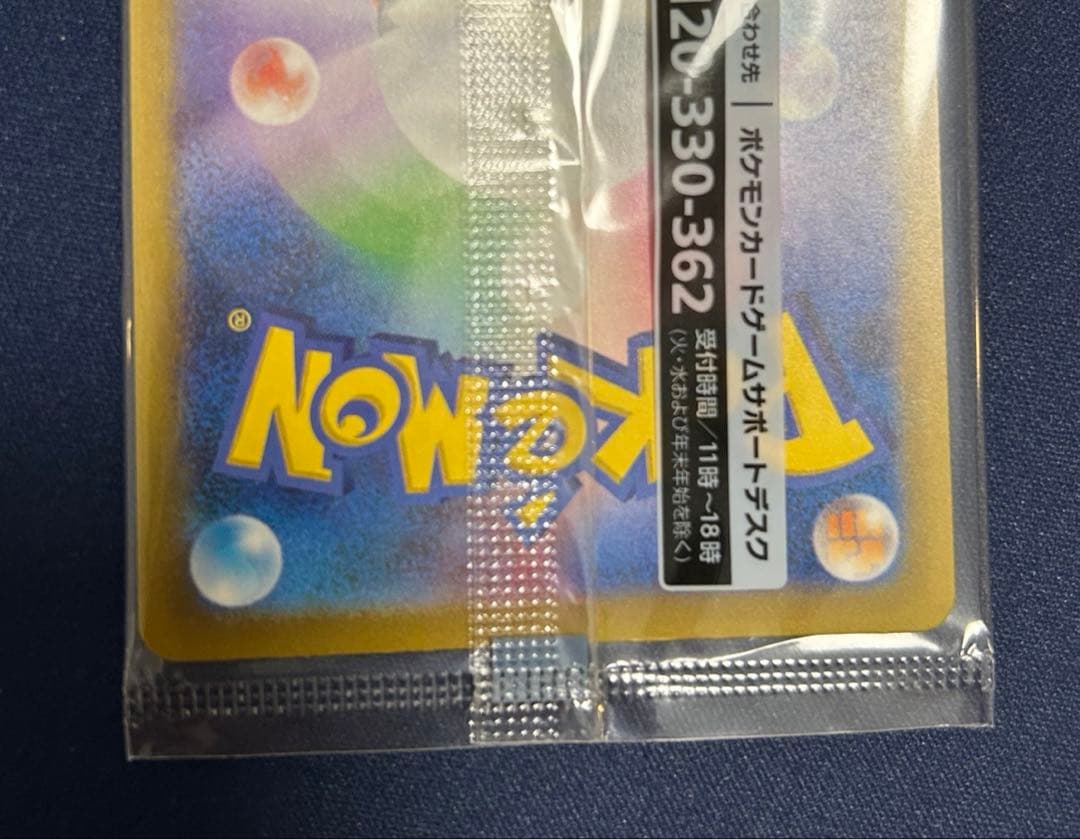 合わせ先 | ポケモンカードゲームサポートデスク
120-330-362 受付時間/11時〜18時
(火・水および年末年始を除く)
POKéMON
®